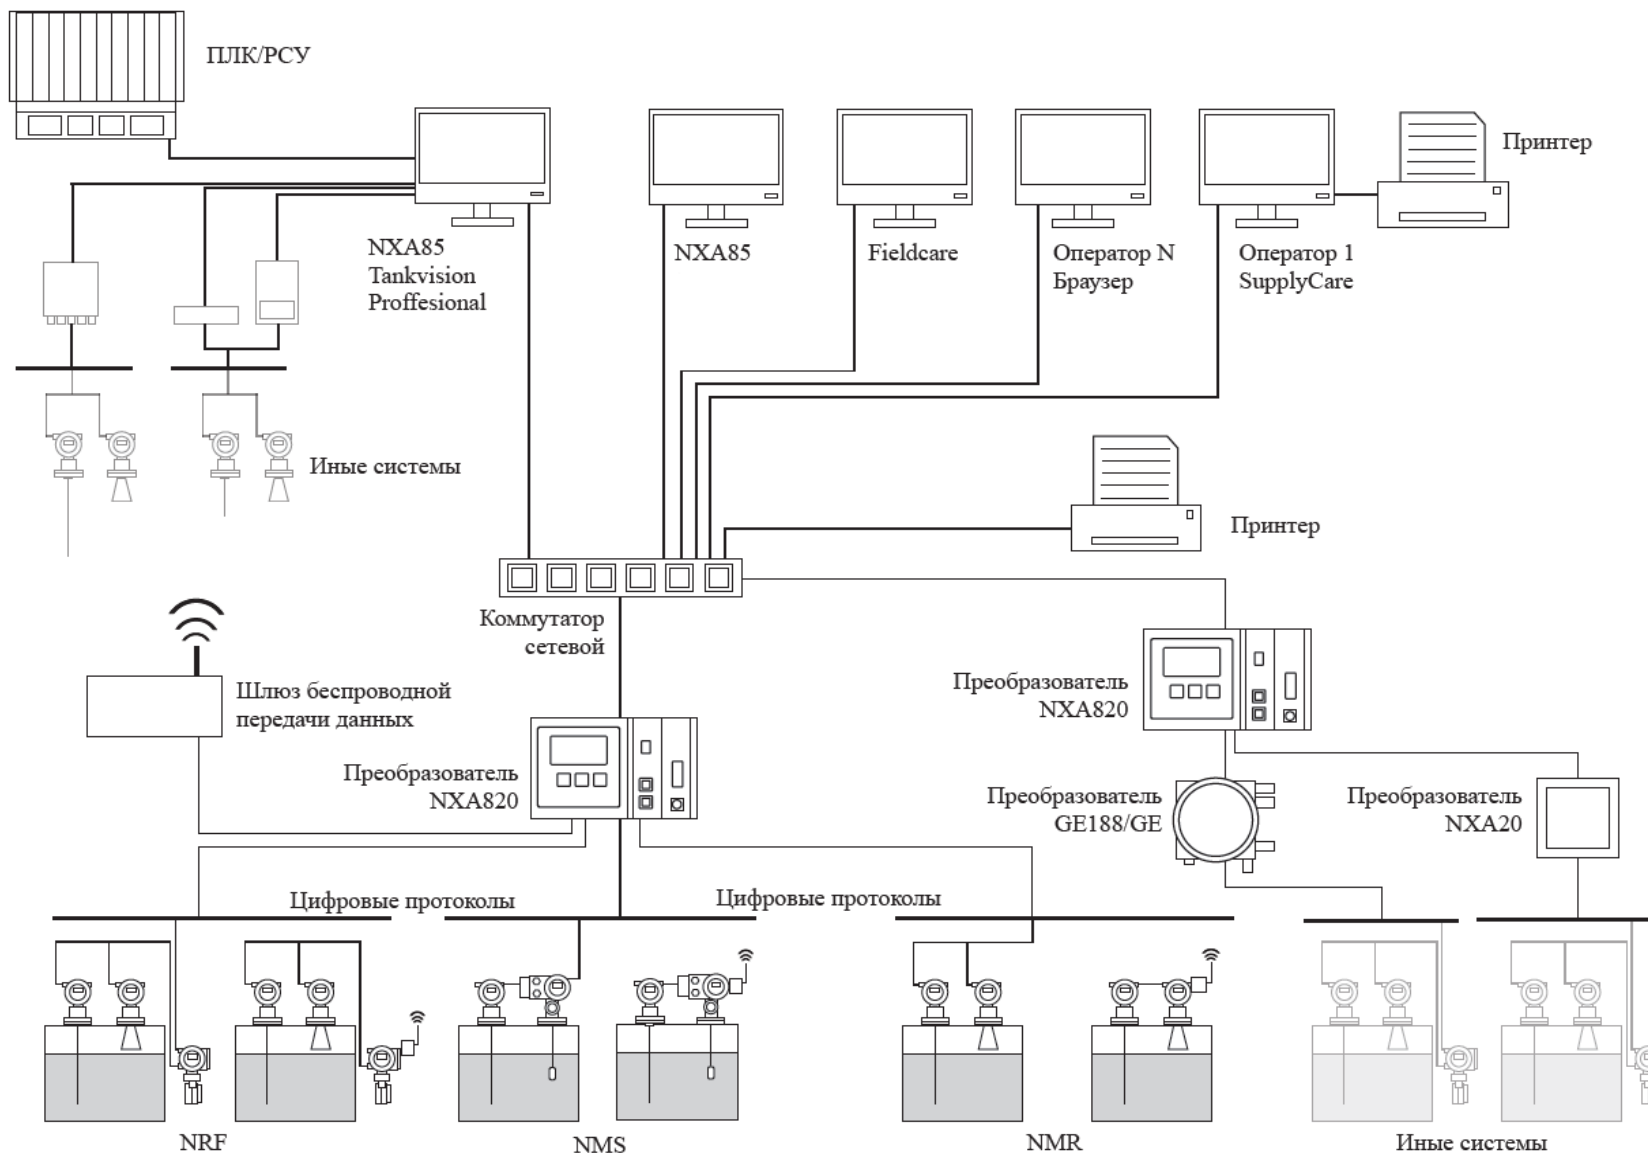 ПЛК/РСУ
Принтер
NXA85
Tankvision
Proffesional
NXA85
Fieldcare
Оператор N
Браузер
Оператор 1
SupplyCare
Иные системы
Принтер
Коммутатор
сетевой
Шлюз беспроводной
передачи данных
Преобразователь
NXA820
Преобразователь
NXA820
Преобразователь
GE188/GE
Преобразователь
NXA20
Цифровые протоколы
Цифровые протоколы
NRF
NMS
NMR
Иные системы